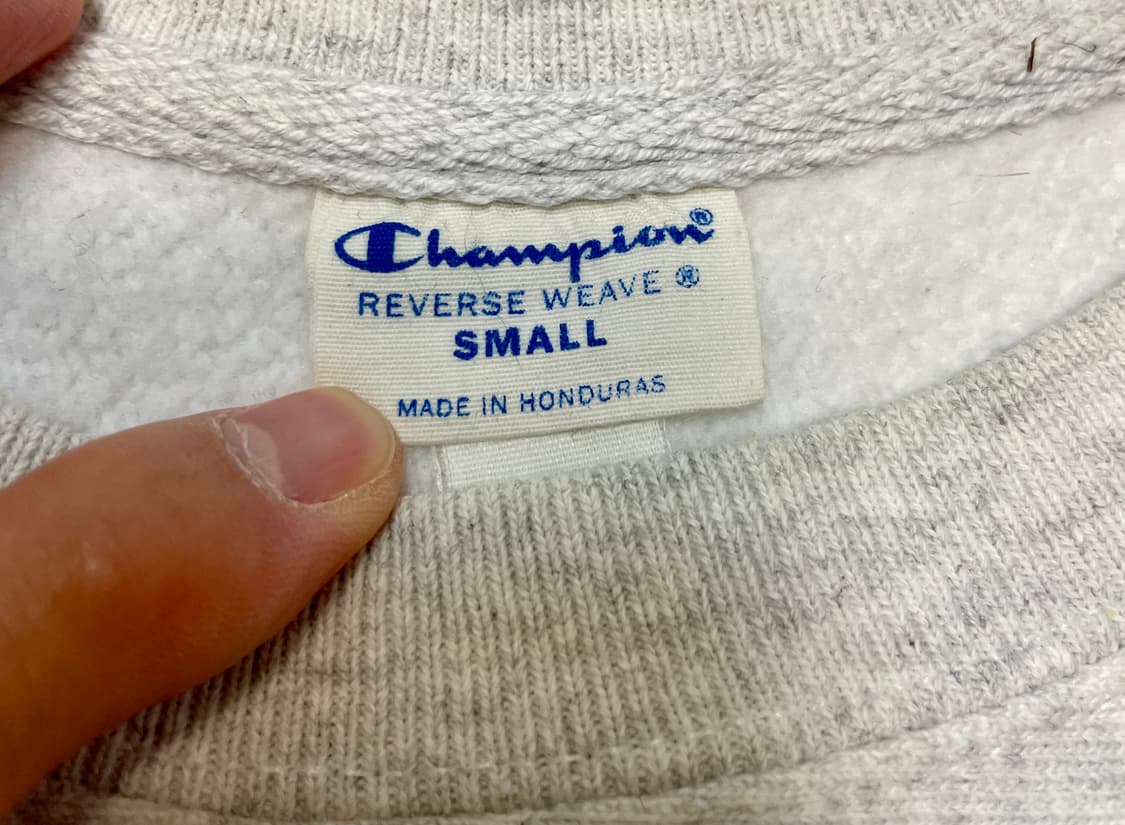 Champion®
REVERSE WEAVE ®
SMALL
MADE IN HONDURAS